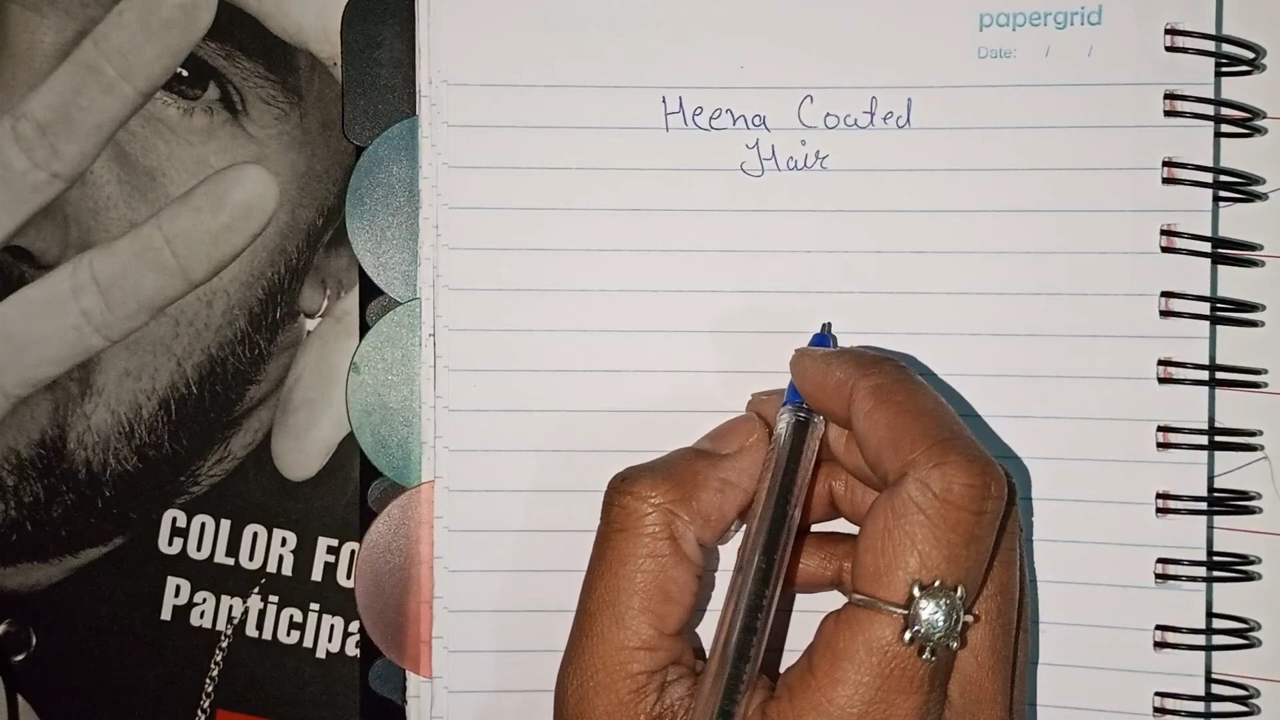 papergrid
Date: / /
Heena Coated
Hair
COLOR FO
Participa